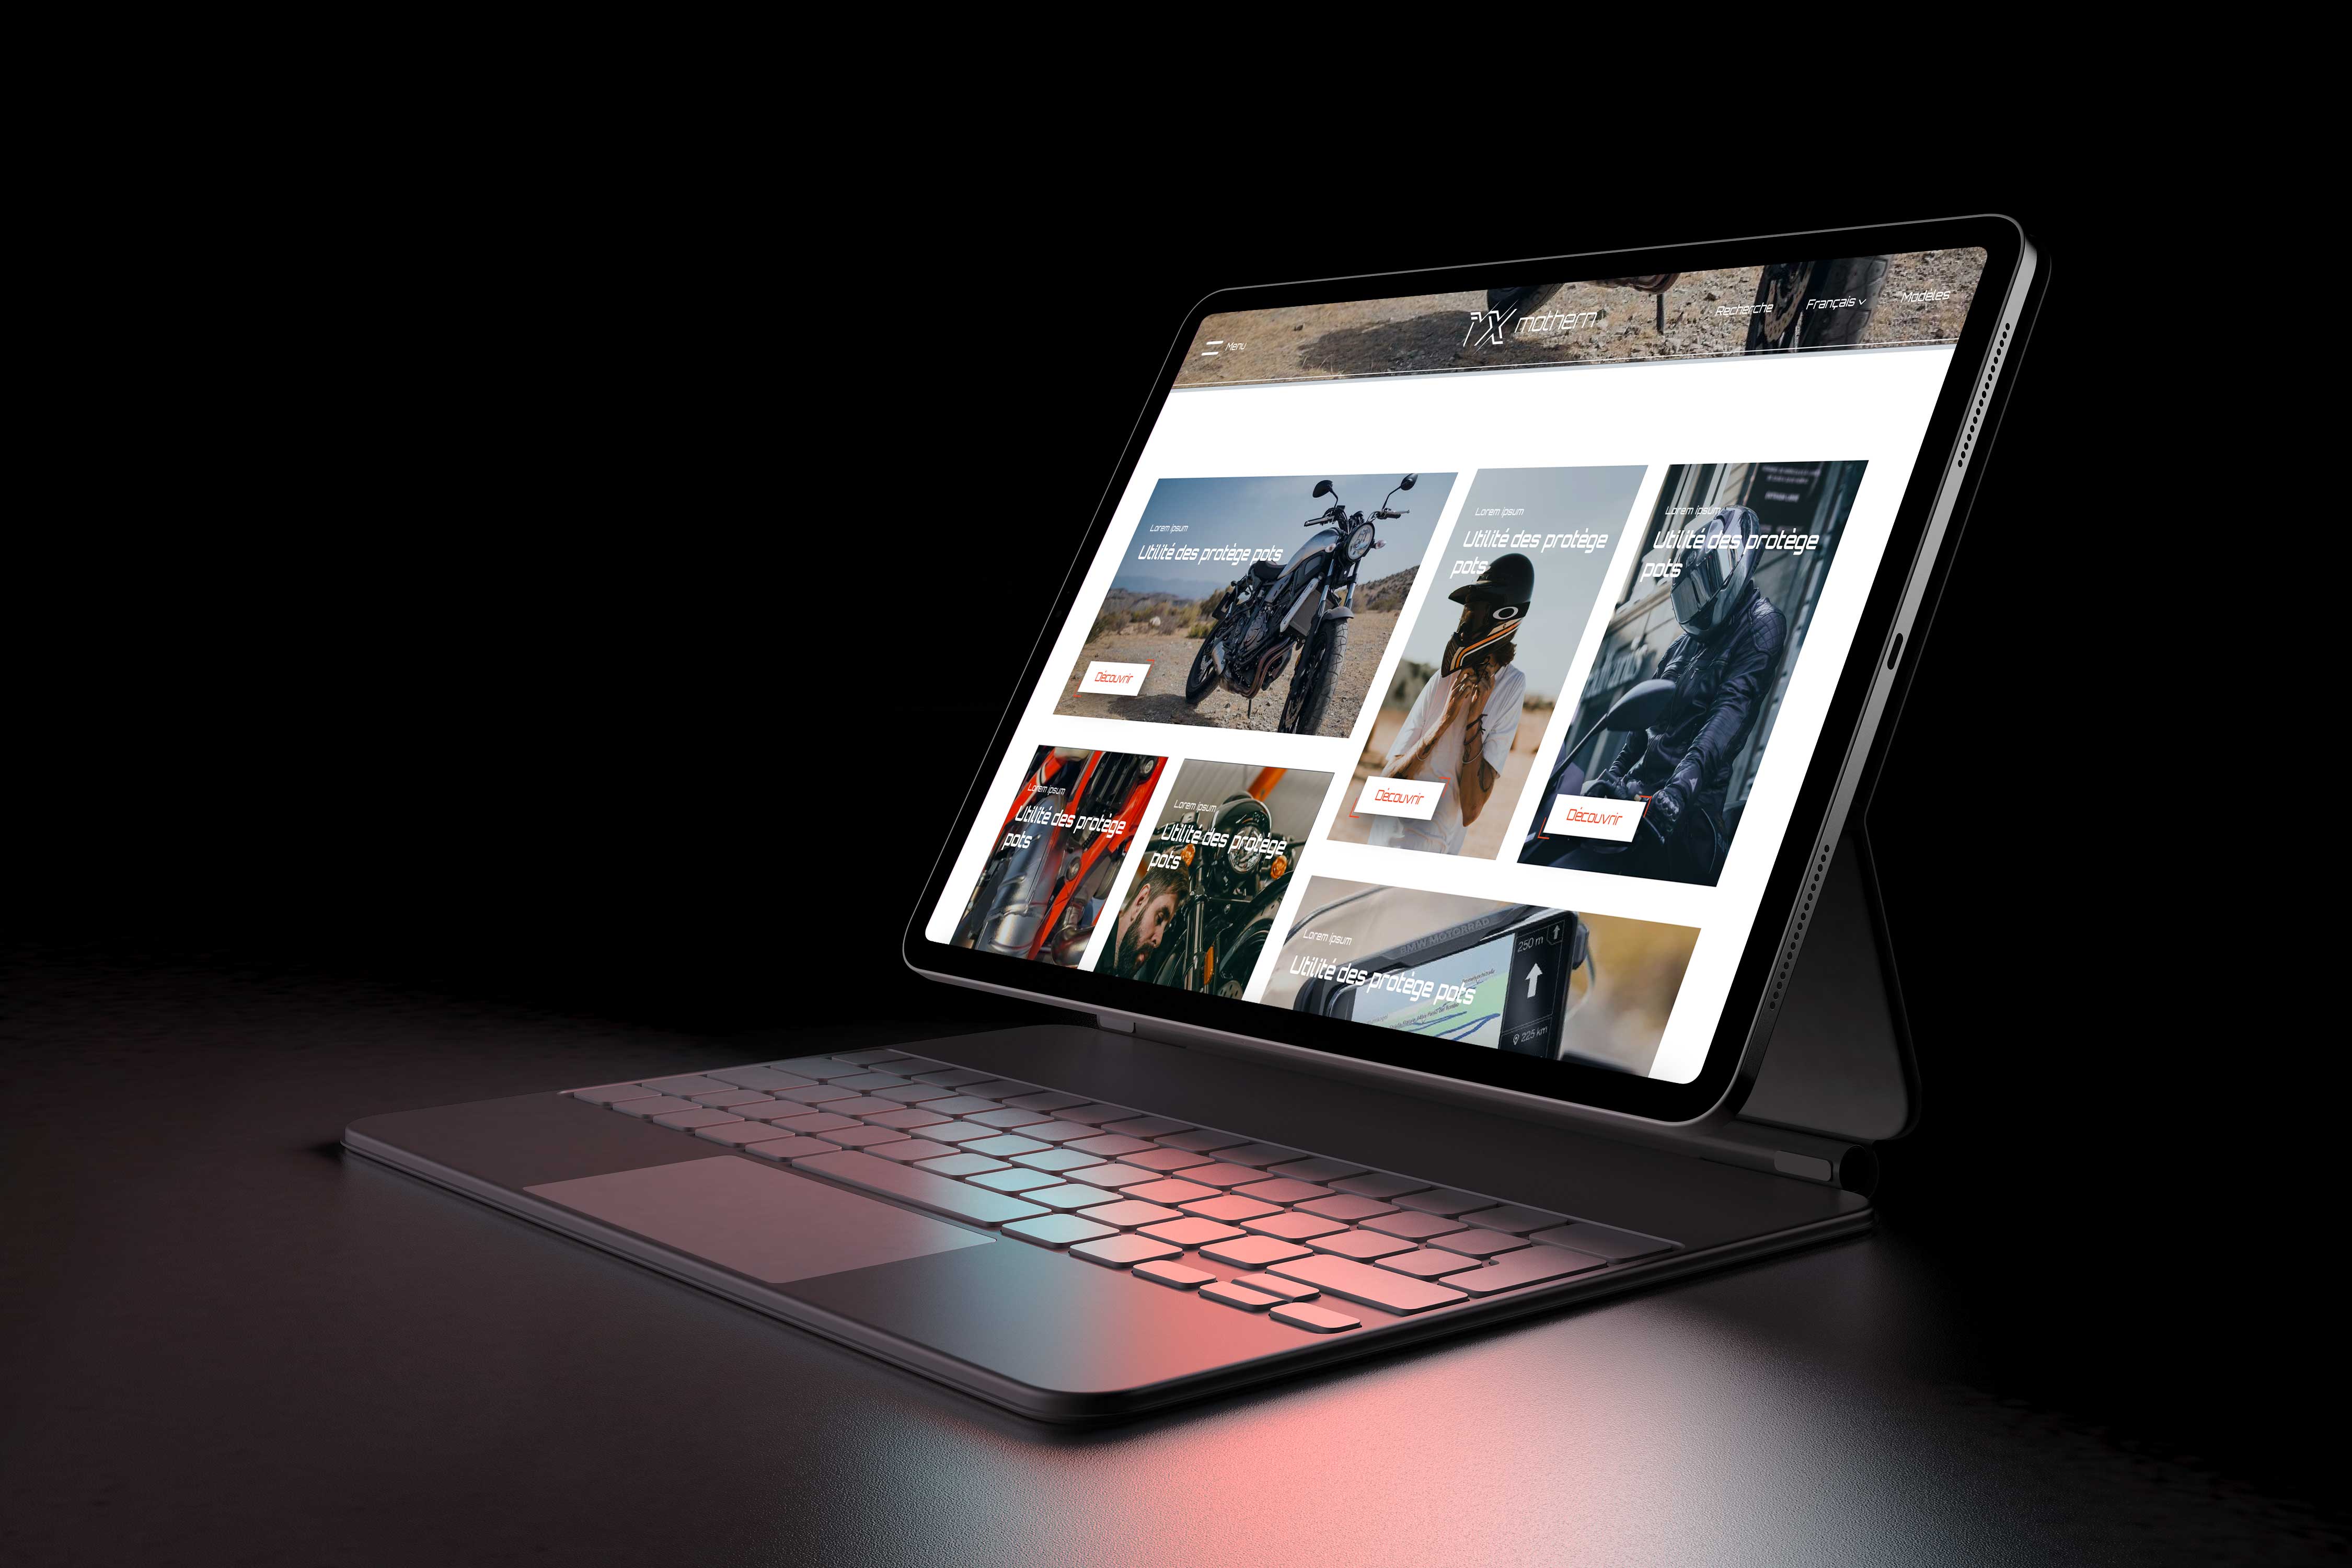 Menu
mothern
Recherche
Français
Modèles
Lorem ipsum
Utilité des protège pots
Découvrir
Lorem ipsum
Utilité des protège
pots
Découvrir
Lorem ipsum
Utilité des protège
pots
Découvrir
Lorem ipsum
Utilité des protège
pots
Lorem ipsum
Utilité des protège
pots
Lorem ipsum
Utilité des protège pots
BMW MOTORRAD
250 m
225 km